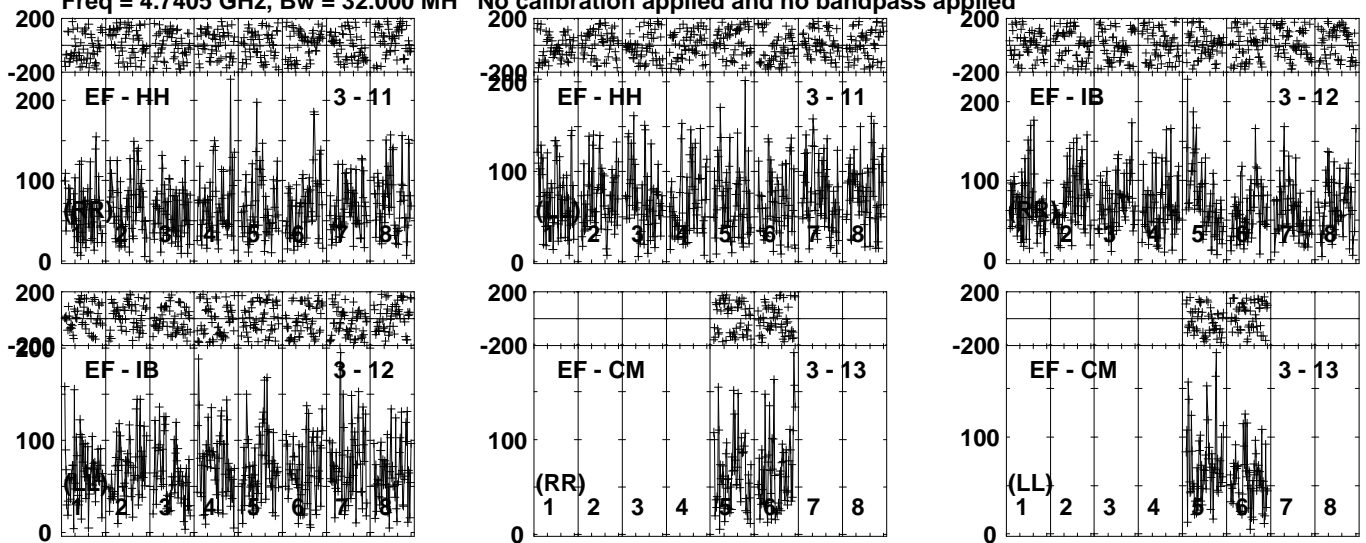 Freq = 4.7405 GHz, Bw = 32.000 MH No calibration applied and no bandpass applied
200 200 200
-200 -200 -200
EF - HH 3 - 11 EF - HH 3 - 11 EF - IB 3 - 12
200 200 200
100 100 100
(RR) (LL) (RR)
1 2 3 4 5 6 7 8 1 2 3 4 5 6 7 8 1 2 3 4 5 6 7 8
0 0 0
200 200 200
-200 -200 -200
200
EF - IB 3 - 12 EF - CM 3 - 13 EF - CM 3 - 13
100 100 100
(LL) (RR) (LL)
1 2 3 4 5 6 7 8 1 2 3 4 5 6 7 8 1 2 3 4 5 6 7 8
0 0 0